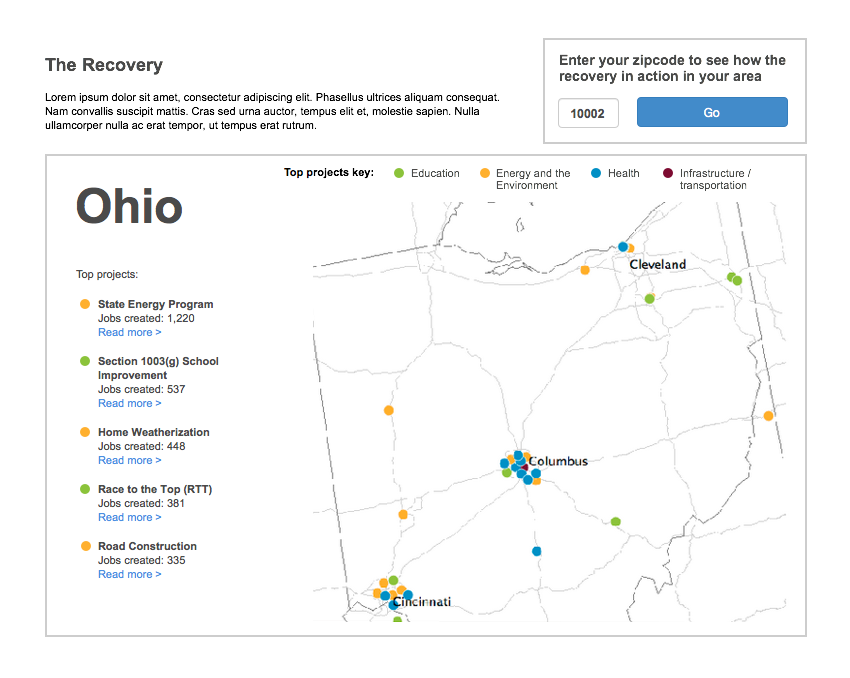 The Recovery
Lorem ipsum dolor sit amet, consectetur adipiscing elit. Phasellus ultrices aliquam consequat.
Nam convallis suscipit mattis. Cras sed urna auctor, tempus elit et, molestie sapien. Nulla
ullamcorper nulla ac erat tempor, ut tempus erat rutrum.
Enter your zipcode to see how the
recovery in action in your area
10002
Go
Top projects key:
Education
Energy and the
Environment
Health
Infrastructure /
transportation
Ohio
Top projects:
State Energy Program
Jobs created: 1,220
Read more >
Section 1003(g) School
Improvement
Jobs created: 537
Read more >
Home Weatherization
Jobs created: 448
Read more >
Race to the Top (RTT)
Jobs created: 381
Read more >
Road Construction
Jobs created: 335
Read more >
Cleveland
Columbus
Cincinnati